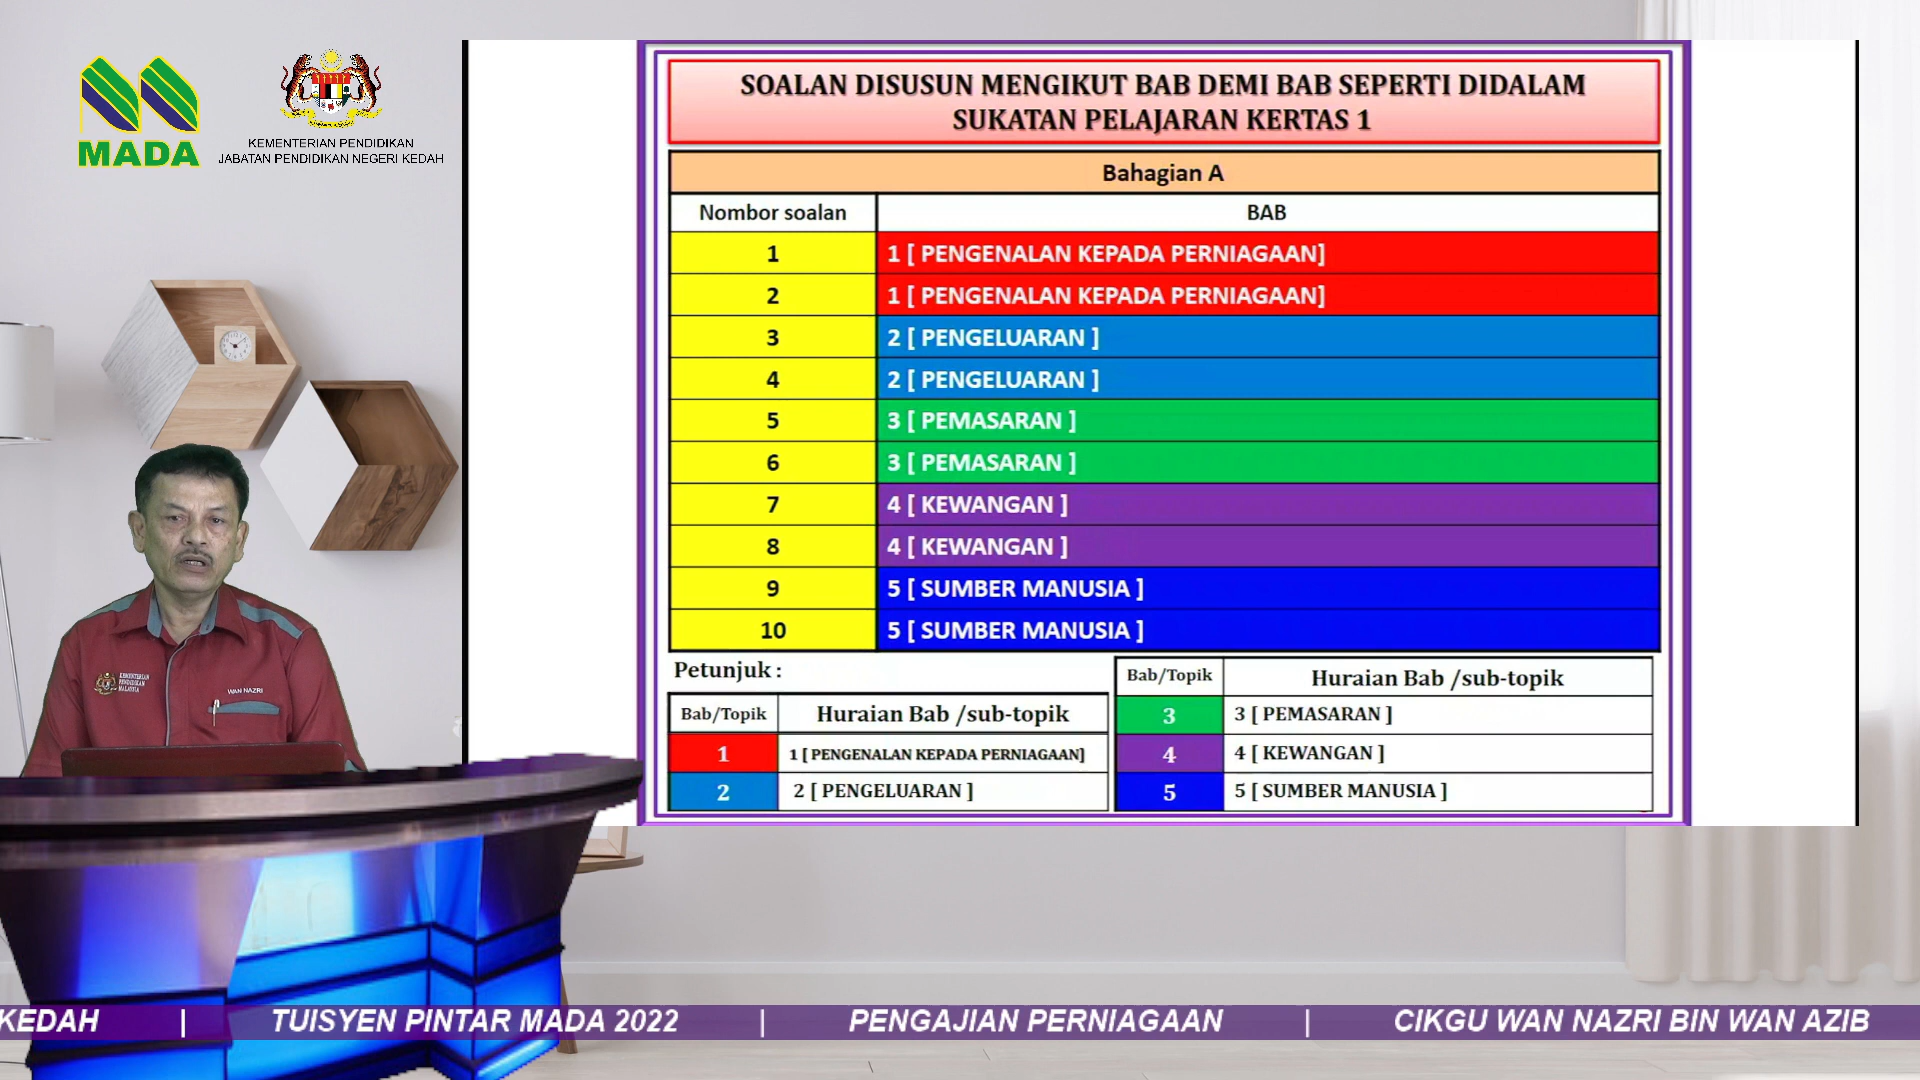 MADA
KEMENTERIAN PENDIDIKAN
JABATAN PENDIDIKAN NEGERI KEDAH
SOALAN DISUSUN MENGIKUT BAB DEMI BAB SEPERTI DIDALAM
SUKATAN PELAJARAN KERTAS 1
Bahagian A
Nombor soalan BAB
1 1 [ PENGENALAN KEPADA PERNIAGAAN]
2 1 [ PENGENALAN KEPADA PERNIAGAAN]
3 2 [ PENGELUARAN ]
4 2 [ PENGELUARAN ]
5 3 [ PEMASARAN ]
6 3 [ PEMASARAN ]
7 4 [ KEWANGAN ]
8 4 [ KEWANGAN ]
9 5 [ SUMBER MANUSIA ]
10 5 [ SUMBER MANUSIA ]
Petunjuk :
Bab/Topik Huraian Bab /sub-topik
1 1 [ PENGENALAN KEPADA PERNIAGAAN]
2 2 [ PENGELUARAN ]
Bab/Topik Huraian Bab /sub-topik
3 3 [ PEMASARAN ]
4 4 [ KEWANGAN ]
5 5 [ SUMBER MANUSIA ]
KEMENTERIAN
PENDIDIKAN
MALAYSIA
WAN NAZRI
KEDAH | TUISYEN PINTAR MADA 2022 | PENGAJIAN PERNIAGAAN | CIKGU WAN NAZRI BIN WAN AZIB